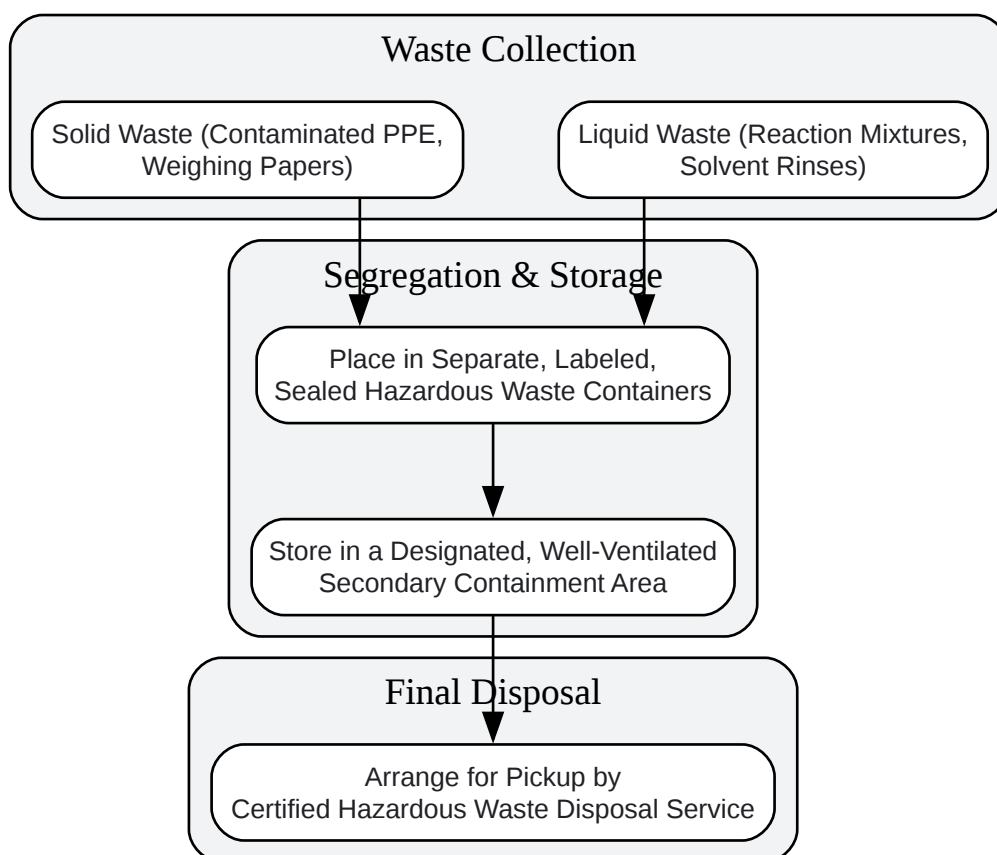 Waste Collection
Solid Waste (Contaminated PPE,
Weighing Papers)
Liquid Waste (Reaction Mixtures,
Solvent Rinses)
Segregation & Storage
Place in Separate, Labeled,
Sealed Hazardous Waste Containers
Store in a Designated, Well-Ventilated
Secondary Containment Area
Final Disposal
Arrange for Pickup by
Certified Hazardous Waste Disposal Service